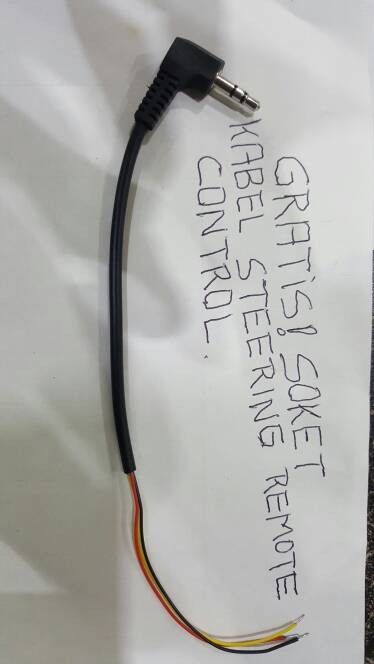 GRATIS! SOKET
KABEL STEERING REMOTE
CONTROL.